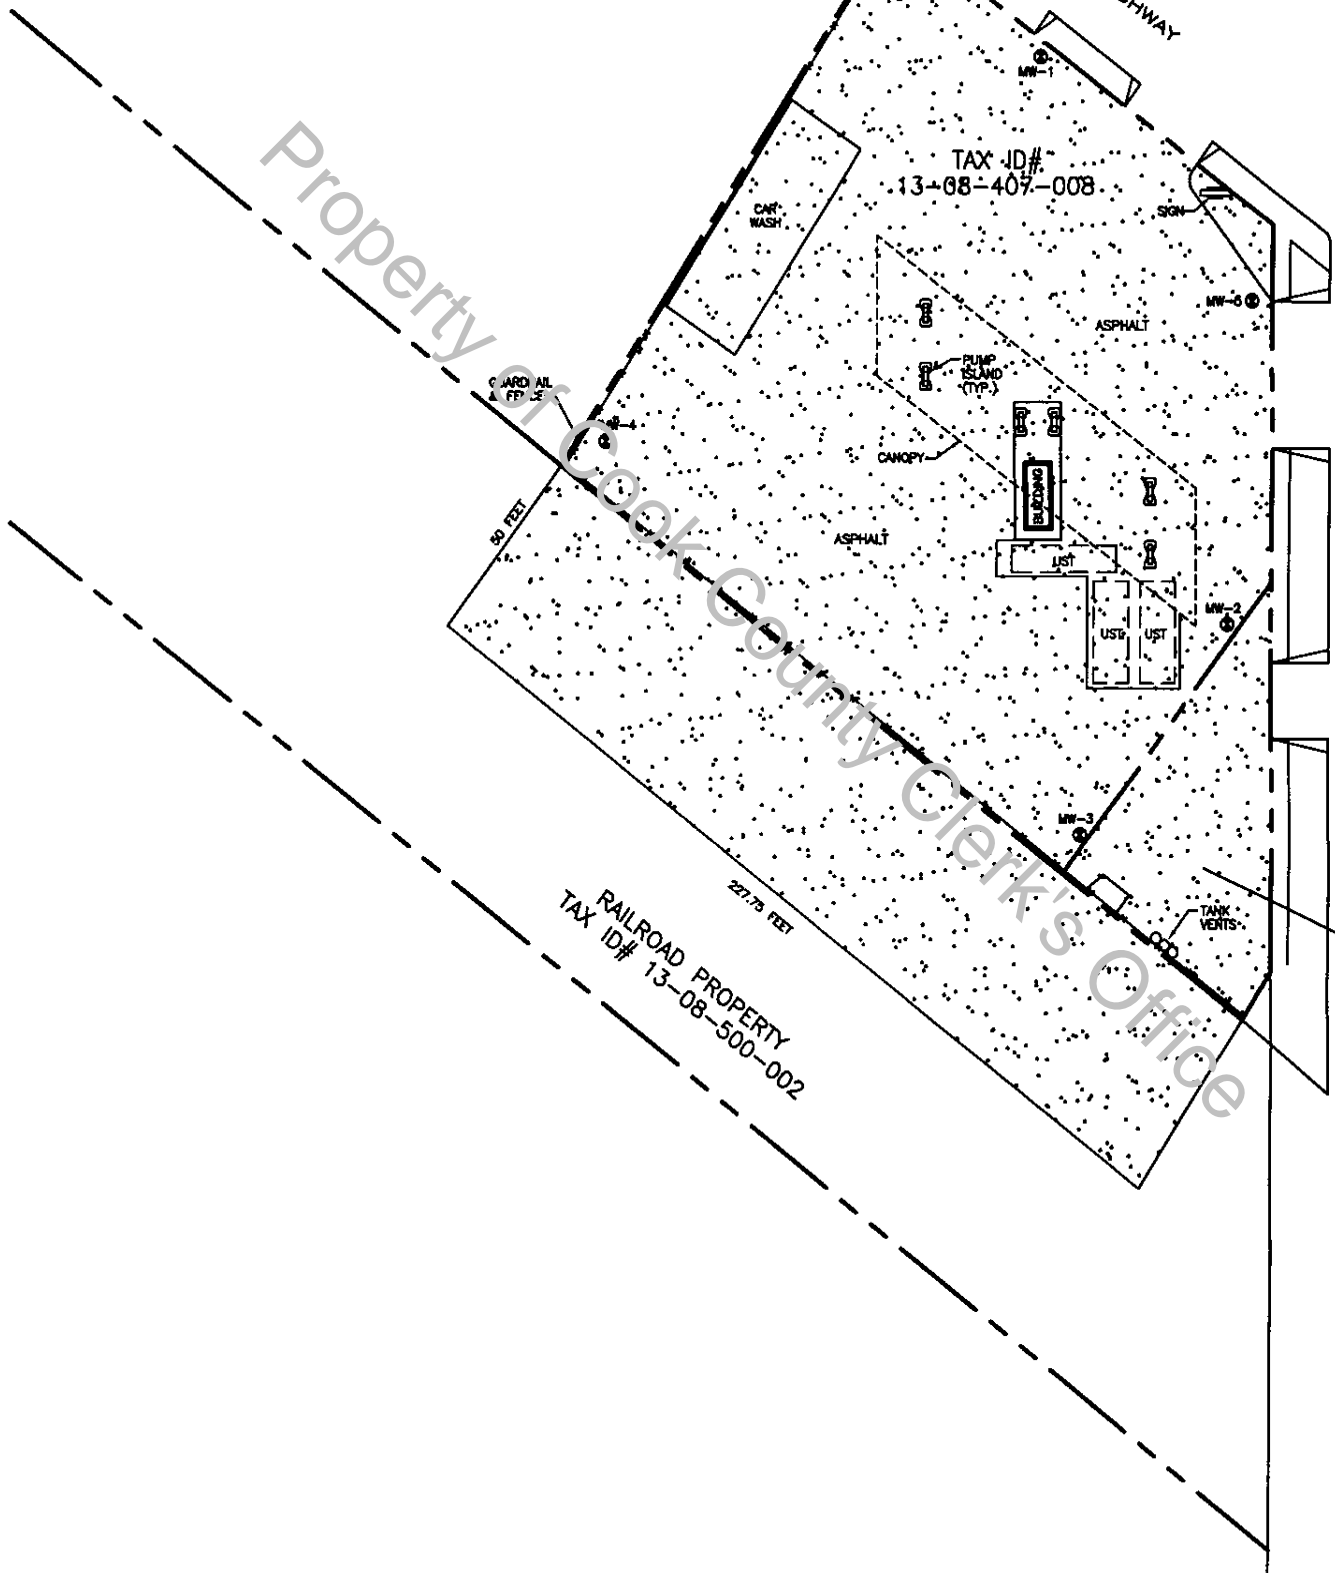 HWAY
MW-1
TAX ID#
13-08-407-008
CAR
WASH
SIGN
MW-5
ASPHALT
PUMP
ISLAND
(TYP.)
GUARDRAIL
& FENCE
CANOPY
BUILDING
50 FEET
ASPHALT
UST
MW-2
UST
UST
MW-3
227.75 FEET
TANK
VENTS
RAILROAD PROPERTY
TAX ID# 13-08-500-002
Property of Cook County Clerk's Office